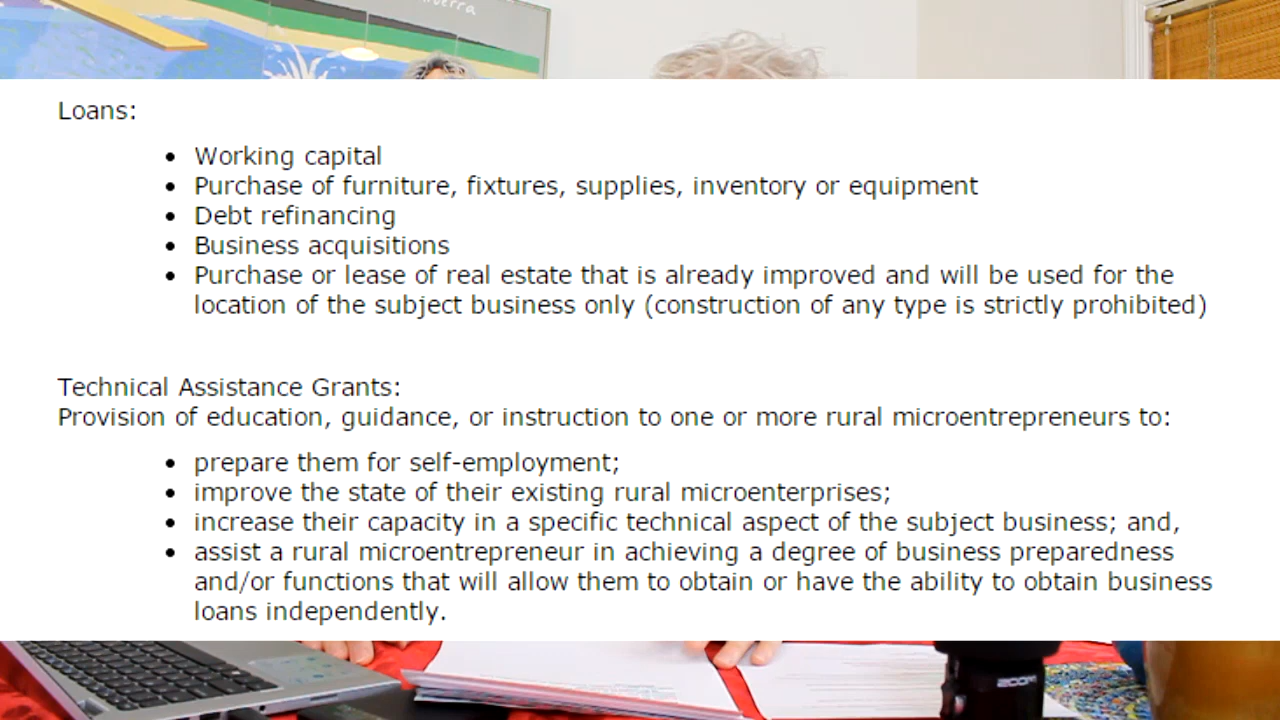 Loans:
• Working capital
• Purchase of furniture, fixtures, supplies, inventory or equipment
• Debt refinancing
• Business acquisitions
• Purchase or lease of real estate that is already improved and will be used for the
location of the subject business only (construction of any type is strictly prohibited)
Technical Assistance Grants:
Provision of education, guidance, or instruction to one or more rural microentrepreneurs to:
• prepare them for self-employment;
• improve the state of their existing rural microenterprises;
• increase their capacity in a specific technical aspect of the subject business; and,
• assist a rural microentrepreneur in achieving a degree of business preparedness
and/or functions that will allow them to obtain or have the ability to obtain business
loans independently.
zoom